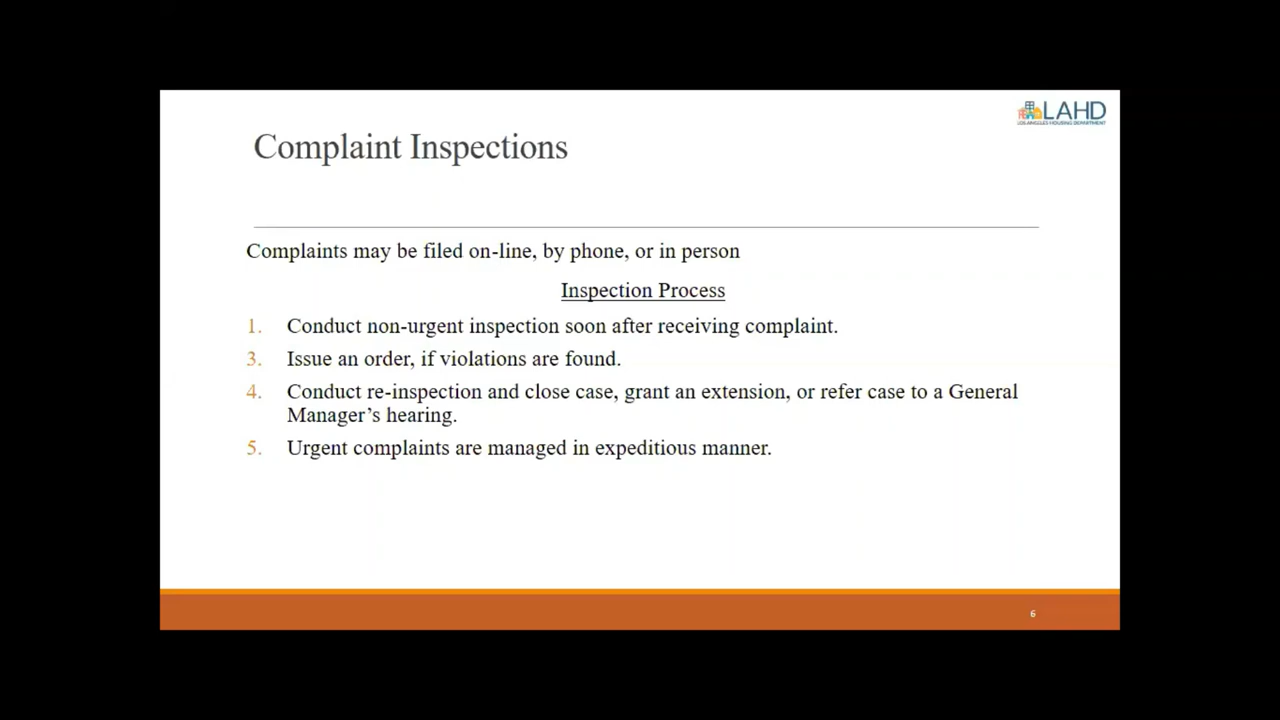 LAHD
LOS ANGELES HOUSING DEPARTMENT
Complaint Inspections
Complaints may be filed on-line, by phone, or in person
Inspection Process
1. Conduct non-urgent inspection soon after receiving complaint.
3. Issue an order, if violations are found.
4. Conduct re-inspection and close case, grant an extension, or refer case to a General
Manager's hearing.
5. Urgent complaints are managed in expeditious manner.
6